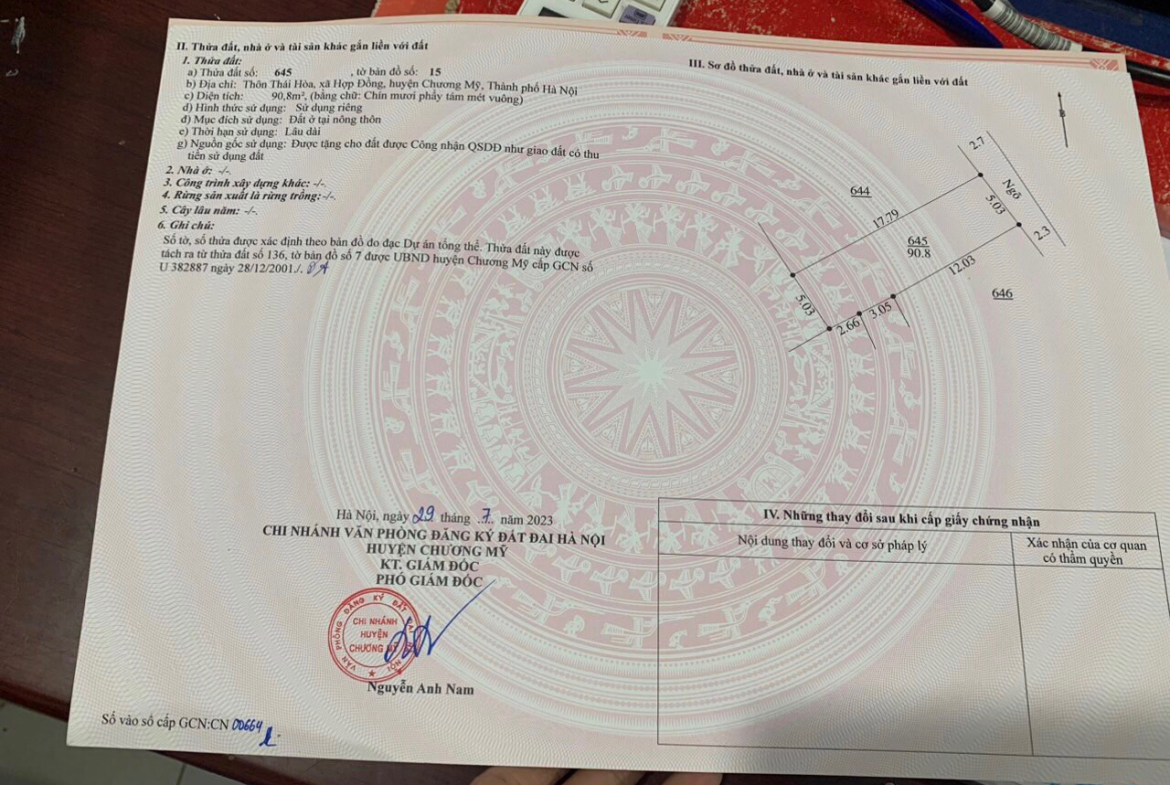 II. Thửa đất, nhà ở và tài sản khác gắn liền với đất
1. Thửa đất:
a) Thửa đất số: 645 , tờ bản đồ số: 15
b) Địa chỉ: Thôn Thái Hòa, xã Hợp Đồng, huyện Chương Mỹ, Thành phố Hà Nội
c) Diện tích: 90,8m², (bằng chữ: Chín mươi phẩy tám mét vuông)
d) Hình thức sử dụng: Sử dụng riêng
đ) Mục đích sử dụng: Đất ở tại nông thôn
e) Thời hạn sử dụng: Lâu dài
g) Nguồn gốc sử dụng: Được tặng cho đất được Công nhận QSDĐ như giao đất có thu
tiền sử dụng đất
2. Nhà ở: -/-.
3. Công trình xây dựng khác: -/-.
4. Rừng sản xuất là rừng trồng: -/-.
5. Cây lâu năm: -/-.
6. Ghi chú:
Số tờ, số thửa được xác định theo bản đồ đo đạc Dự án tổng thể. Thửa đất này được
tách ra từ thửa đất số 136, tờ bản đồ số 7 được UBND huyện Chương Mỹ cấp GCN số
U 382887 ngày 28/12/2001./.
Hà Nội, ngày 29 tháng 7 năm 2023
CHI NHÁNH VĂN PHÒNG ĐĂNG KÝ ĐẤT ĐAI HÀ NỘI
HUYỆN CHƯƠNG MỸ
KT. GIÁM ĐỐC
PHÓ GIÁM ĐỐC
VĂN PHÒNG ĐĂNG KÝ ĐẤT ĐAI HÀ NỘI
CHI NHÁNH
HUYỆN
CHƯƠNG MỸ
Nguyễn Anh Nam
Số vào sổ cấp GCN:CN 00664
III. Sơ đồ thửa đất, nhà ở và tài sản khác gắn liền với đất
B
2.7
Ngõ
644
17.79
5.03
2.3
645
90.8
12.03
646
5.03
3.05
2.66
IV. Những thay đổi sau khi cấp giấy chứng nhận
Nội dung thay đổi và cơ sở pháp lý
Xác nhận của cơ quan
có thẩm quyền